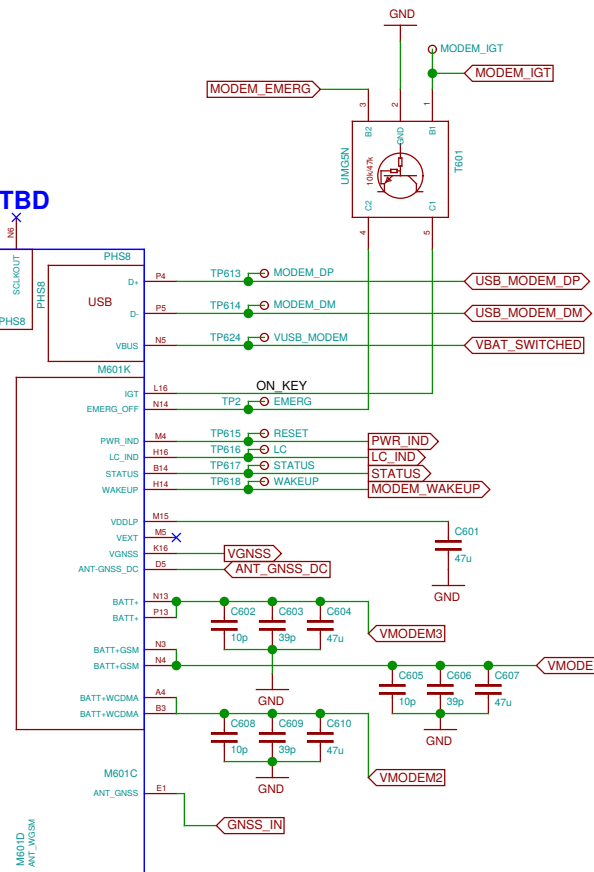 GND
MODEM_IGT
MODEM_IGT
MODEM_EMERG
3
2
1
B2
GND
B1
UMG5N
10k/47k
T601
C2
C1
4
5
TBD
N6
SCLKOUT
PHS8
PHS8
PHS8
USB
D+
P4
TP613
MODEM_DP
USB_MODEM_DP
D-
P5
TP614
MODEM_DM
USB_MODEM_DM
VBUS
N5
TP624
VUSB_MODEM
VBAT_SWITCHED
M601K
IGT
L16
ON_KEY
EMERG_OFF
N14
TP2
EMERG
PWR_IND
M4
TP615
RESET
PWR_IND
LC_IND
H16
TP616
LC
LC_IND
STATUS
B14
TP617
STATUS
STATUS
WAKEUP
H14
TP618
WAKEUP
MODEM_WAKEUP
VDDLP
M15
VEXT
M5
C601
47u
GND
VGNSS
K16
VGNSS
ANT-GNSS_DC
D5
ANT_GNSS_DC
BATT+
N13
BATT+
P13
C602
C603
C604
10p
39p
47u
VMODEM3
GND
BATT+GSM
N3
BATT+GSM
N4
VMODE
C605
C606
C607
10p
39p
47u
GND
BATT+WCDMA
A4
BATT+WCDMA
B3
C608
C609
C610
10p
39p
47u
GND
VMODEM2
M601C
ANT_GNSS
E1
GNSS_IN
M601D
ANT_WGSM